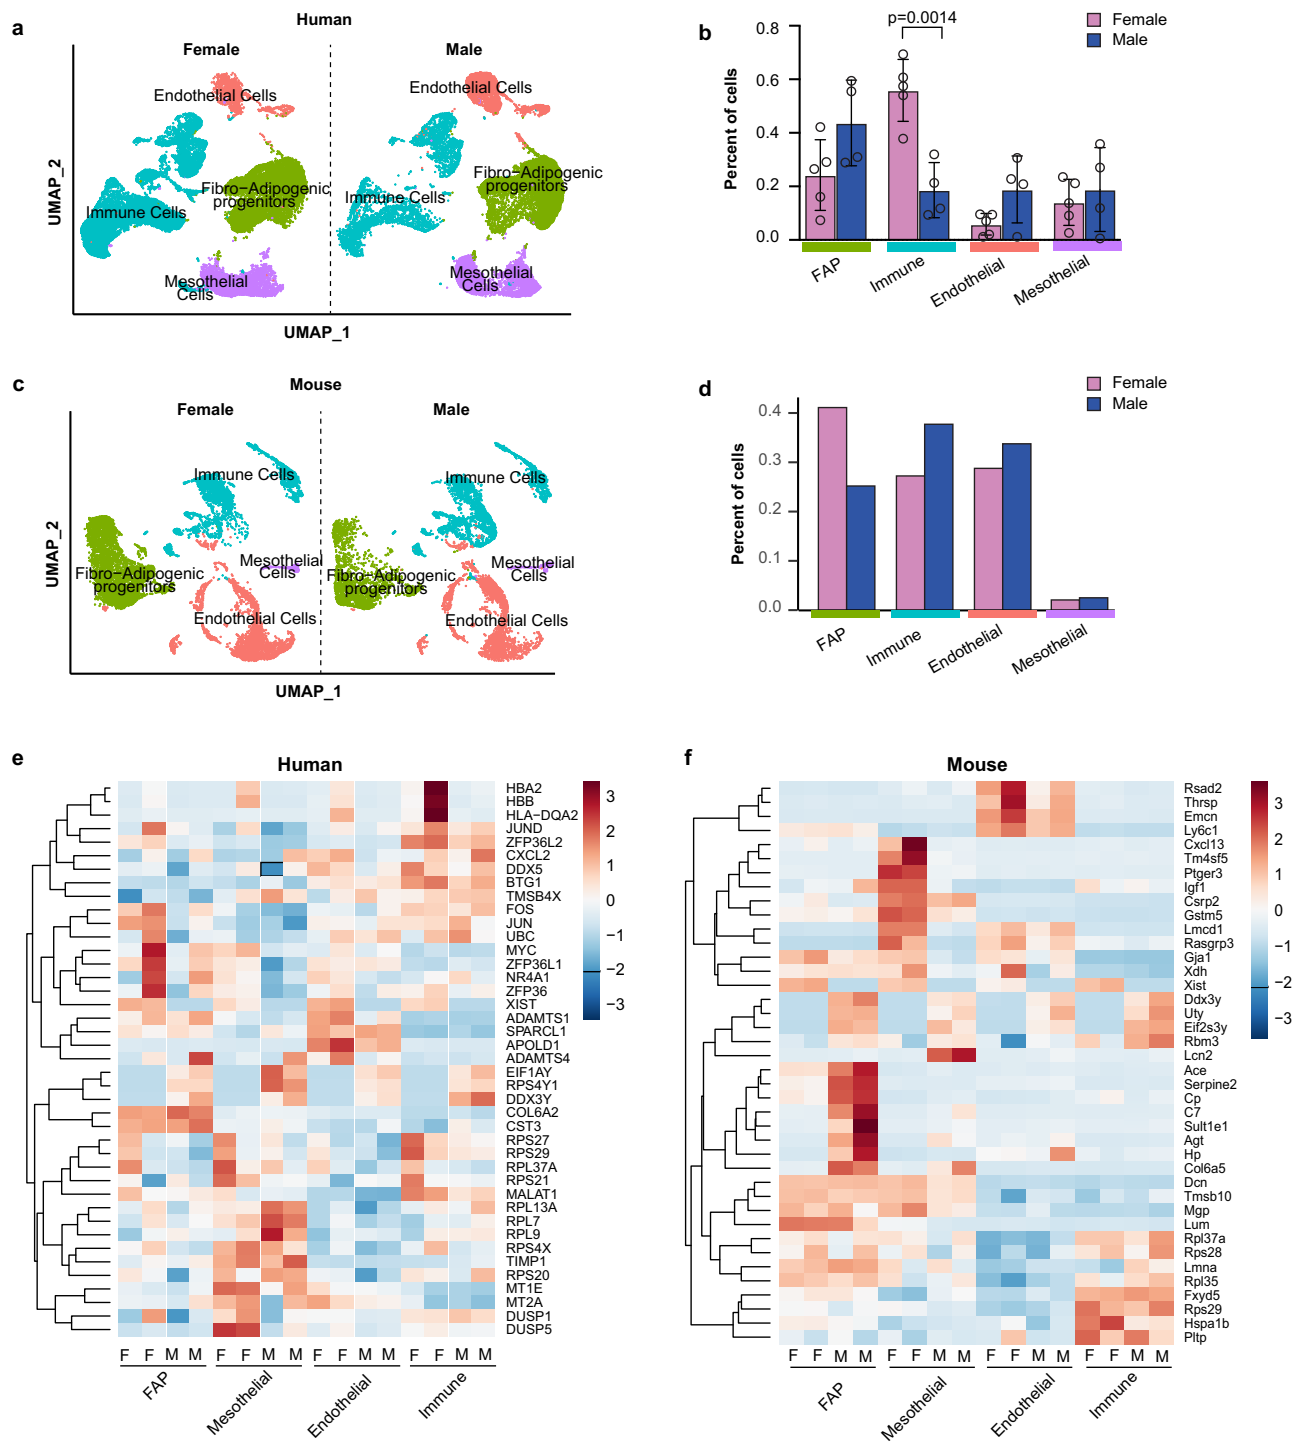 a
Human
Female
Male
Endothelial Cells
Endothelial Cells
Fibro−Adipogenic
progenitors
Fibro−Adipogenic
progenitors
Immune Cells
Immune Cells
Mesothelial
Cells
Mesothelial
Cells
UMAP_2
UMAP_1
b
p=0.0014
Female
Male
Percent of cells
0.8
0.6
0.4
0.2
0.0
FAP
Immune
Endothelial
Mesothelial
c
Mouse
Female
Male
Immune Cells
Immune Cells
Mesothelial
Cells
Mesothelial
Cells
Fibro−Adipogenic
progenitors
Fibro−Adipogenic
progenitors
Endothelial Cells
Endothelial Cells
UMAP_2
UMAP_1
d
Female
Male
Percent of cells
0.4
0.3
0.2
0.1
0.0
FAP
Immune
Endothelial
Mesothelial
e
Human
HBA2
HBB
HLA−DQA2
JUND
ZFP36L2
CXCL2
DDX5
BTG1
TMSB4X
FOS
JUN
UBC
MYC
ZFP36L1
NR4A1
ZFP36
XIST
ADAMTS1
SPARCL1
APOLD1
ADAMTS4
EIF1AY
RPS4Y1
DDX3Y
COL6A2
CST3
RPS27
RPS29
RPL37A
RPS21
MALAT1
RPL13A
RPL7
RPL9
RPS4X
TIMP1
RPS20
MT1E
MT2A
DUSP1
DUSP5
3
2
1
0
−1
−2
−3
F F M M F F M M F F M M F F M M
FAP
Mesothelial
Endothelial
Immune
f
Mouse
Rsad2
Thrsp
Emcn
Ly6c1
Cxcl13
Tm4sf5
Ptger3
Igf1
Csrp2
Gstm5
Lmcd1
Rasgrp3
Gja1
Xdh
Xist
Ddx3y
Uty
Eif2s3y
Rbm3
Lcn2
Ace
Serpine2
Cp
C7
Sult1e1
Agt
Hp
Col6a5
Dcn
Tmsb10
Mgp
Lum
Rpl37a
Rps28
Lmna
Rpl35
Fxyd5
Rps29
Hspa1b
Pltp
3
2
1
0
−1
−2
−3
F F M M F F M M F F M M F F M M
FAP
Mesothelial
Endothelial
Immune